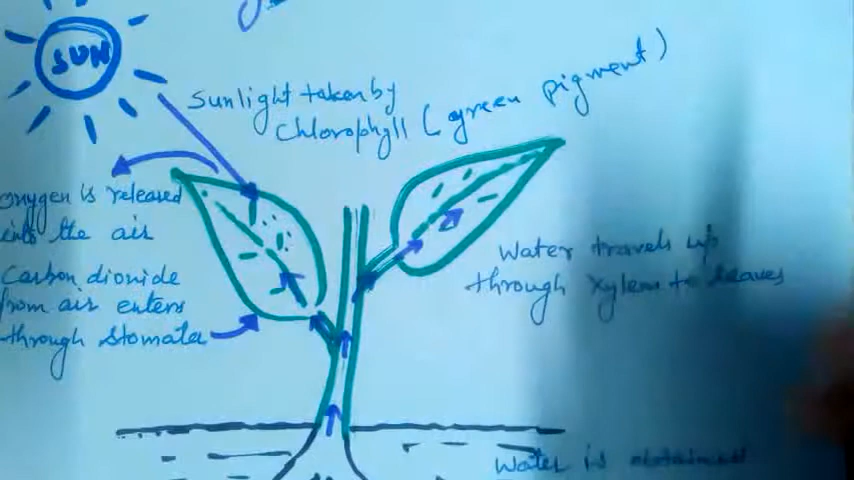 SUN
Sunlight taken by
Chlorophyll (green pigment)
oxygen is released
into the air
Carbon dioxide
from air enters
through stomata
Water travels up
through xylem to leaves
Water is obtained